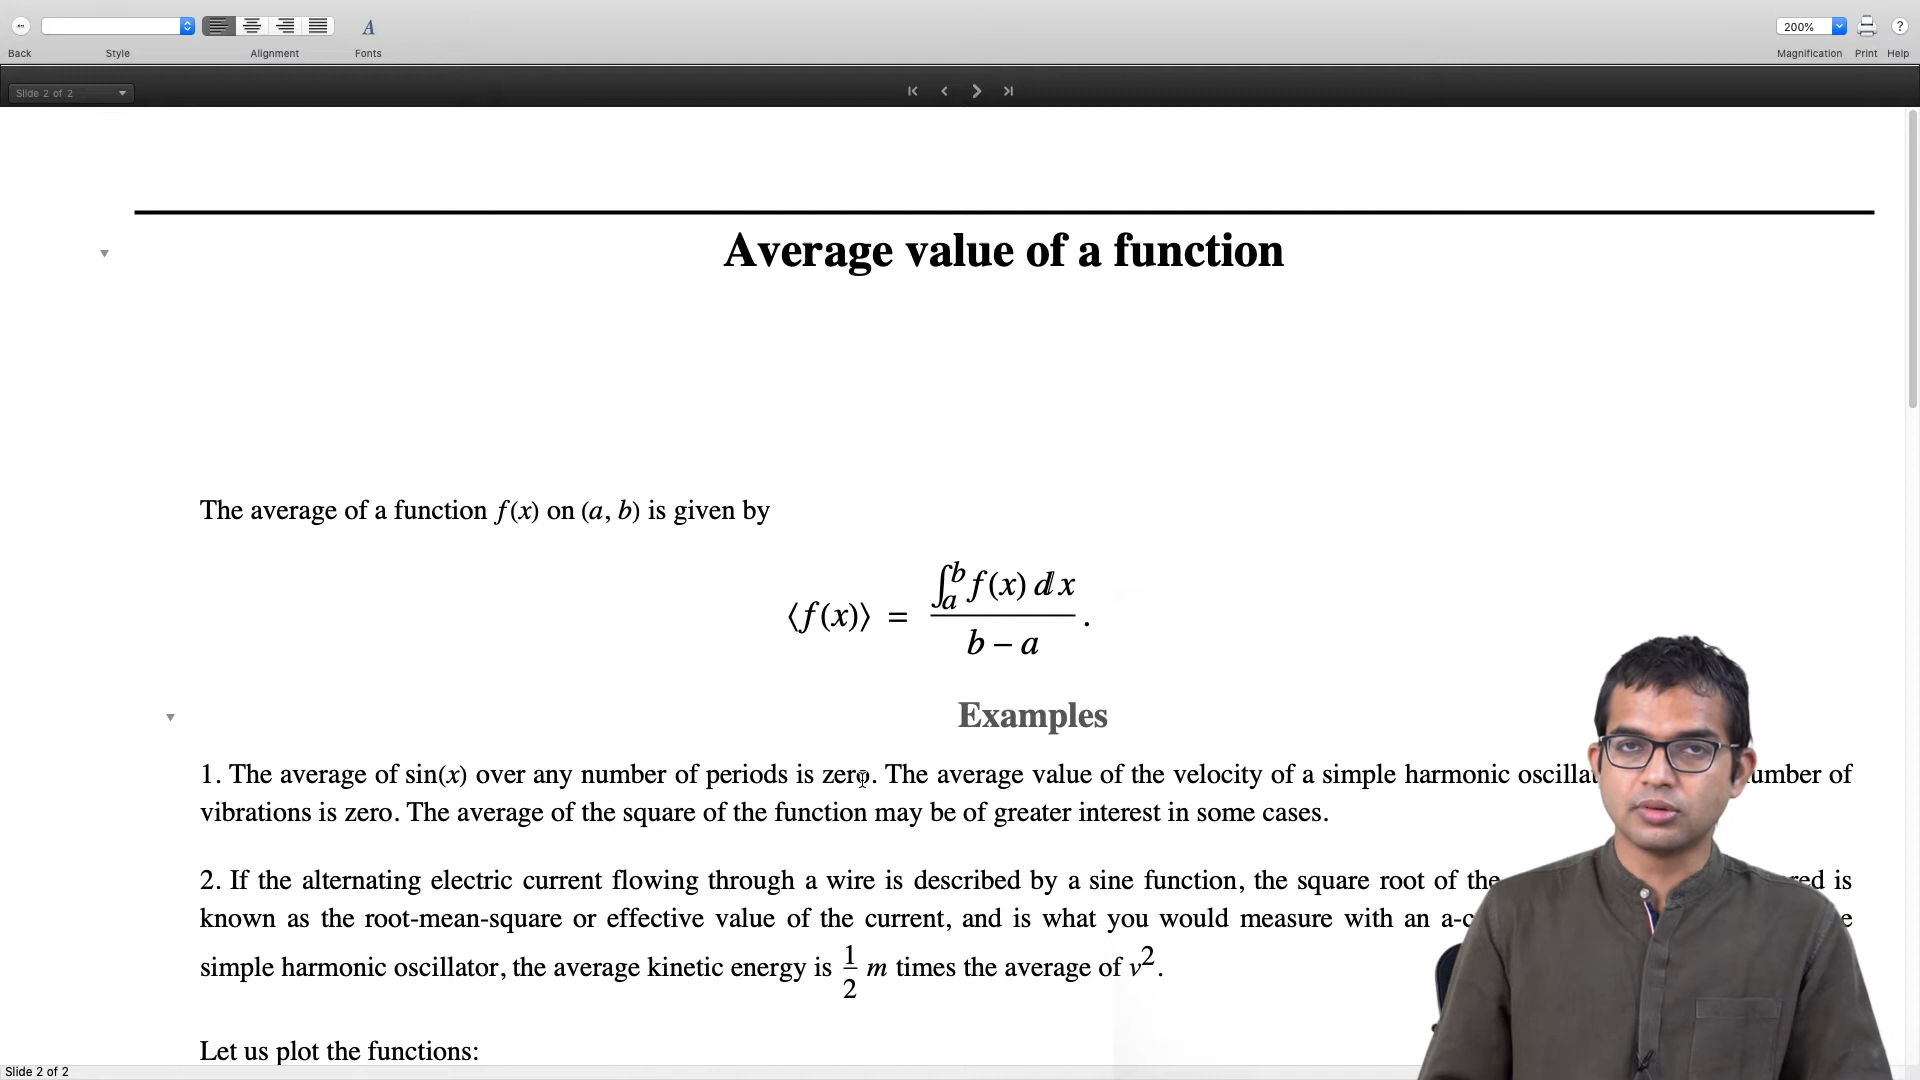 200%
Back Style Alignment Fonts Magnification Print Help
Slide 2 of 2
Average value of a function
The average of a function f(x) on (a, b) is given by
⟨f(x)⟩ = ∫ₐᵇ f(x) ⅆx / (b − a) .
Examples
1. The average of sin(x) over any number of periods is zero. The average value of the velocity of a simple harmonic number of
vibrations is zero. The average of the square of the function may be of greater interest in some cases.
2. If the alternating electric current flowing through a wire is described by a sine function, the square root of the is
known as the root-mean-square or effective value of the current, and is what you would measure with an
simple harmonic oscillator, the average kinetic energy is 1/2 m times the average of v².
Let us plot the functions:
Slide 2 of 2